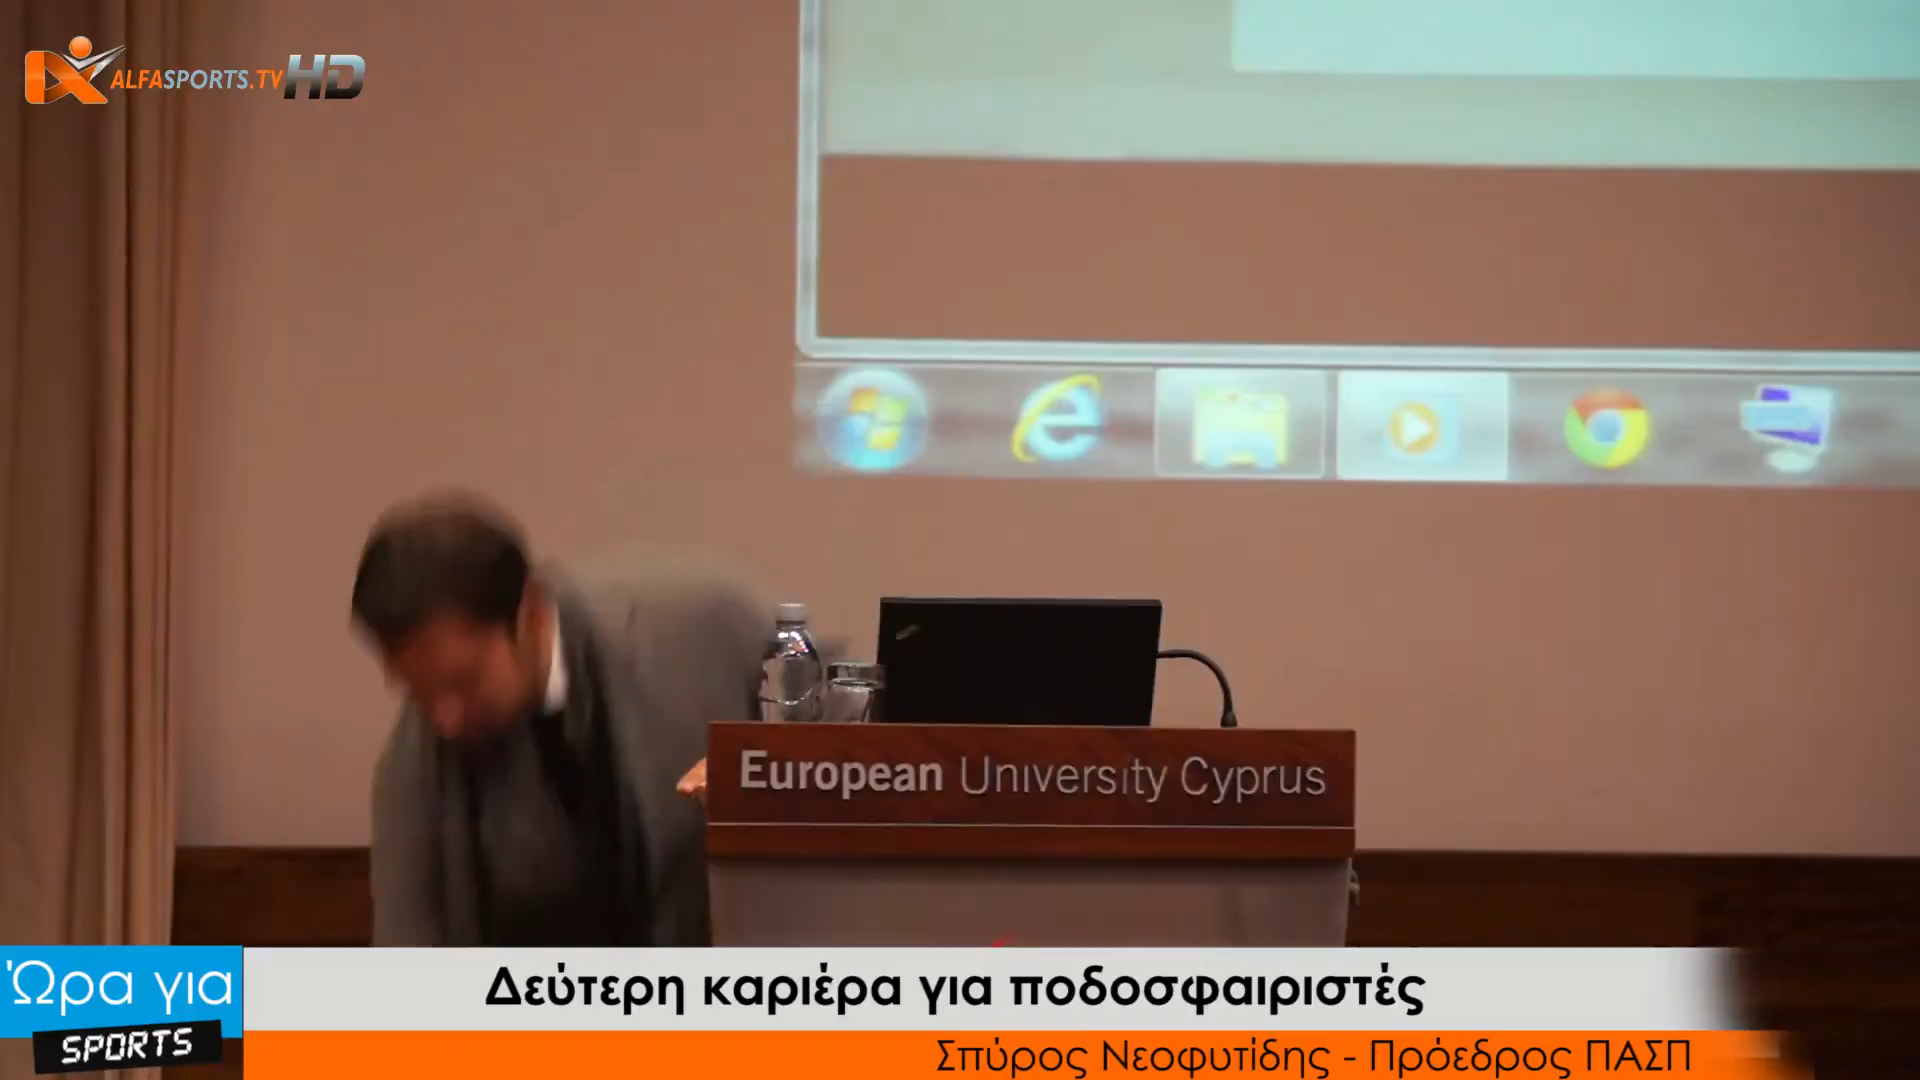 ALFASPORTS.TV HD
European University Cyprus
Ώρα για
SPORTS
Δεύτερη καριέρα για ποδοσφαιριστές
Σπύρος Νεοφυτίδης - Πρόεδρος ΠΑΣΠ